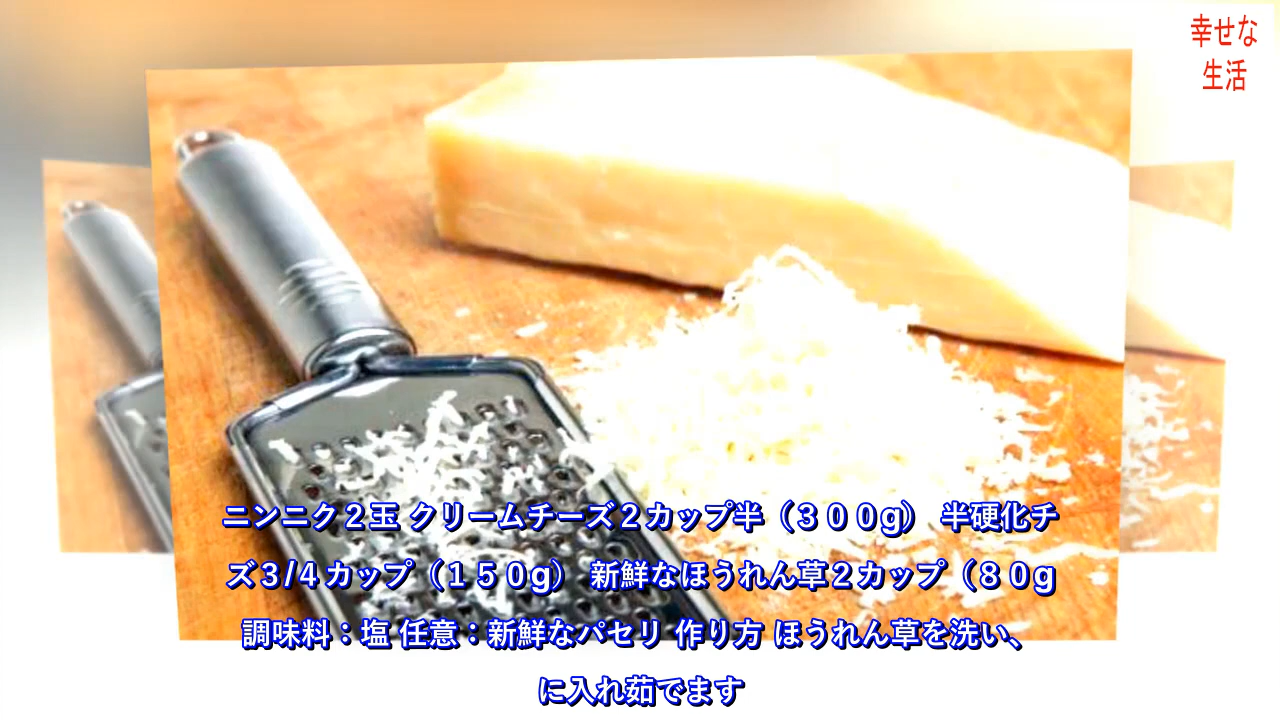 幸せな
生活
ニンニク２玉 クリームチーズ２カップ半（３００g） 半硬化チ
ズ３/４カップ（１５０g） 新鮮なほうれん草２カップ（８０g
調味料：塩 任意：新鮮なパセリ 作り方 ほうれん草を洗い、
に入れ茹でます